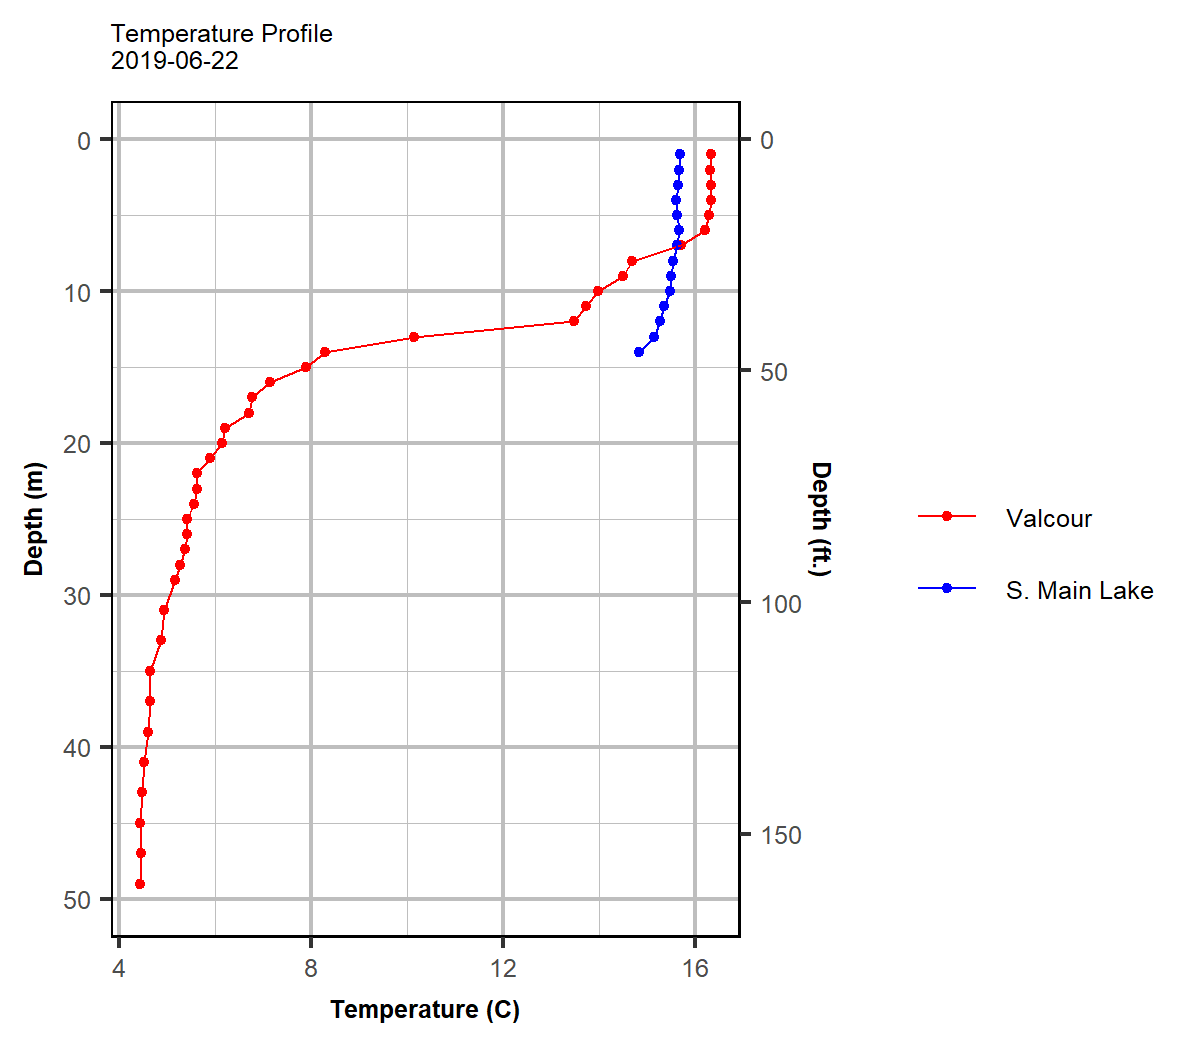 Temperature Profile
2019-06-22
0
10
20
30
40
50
Depth (m)
0
50
100
150
Depth (ft.)
4 8 12 16
Temperature (C)
Valcour
S. Main Lake